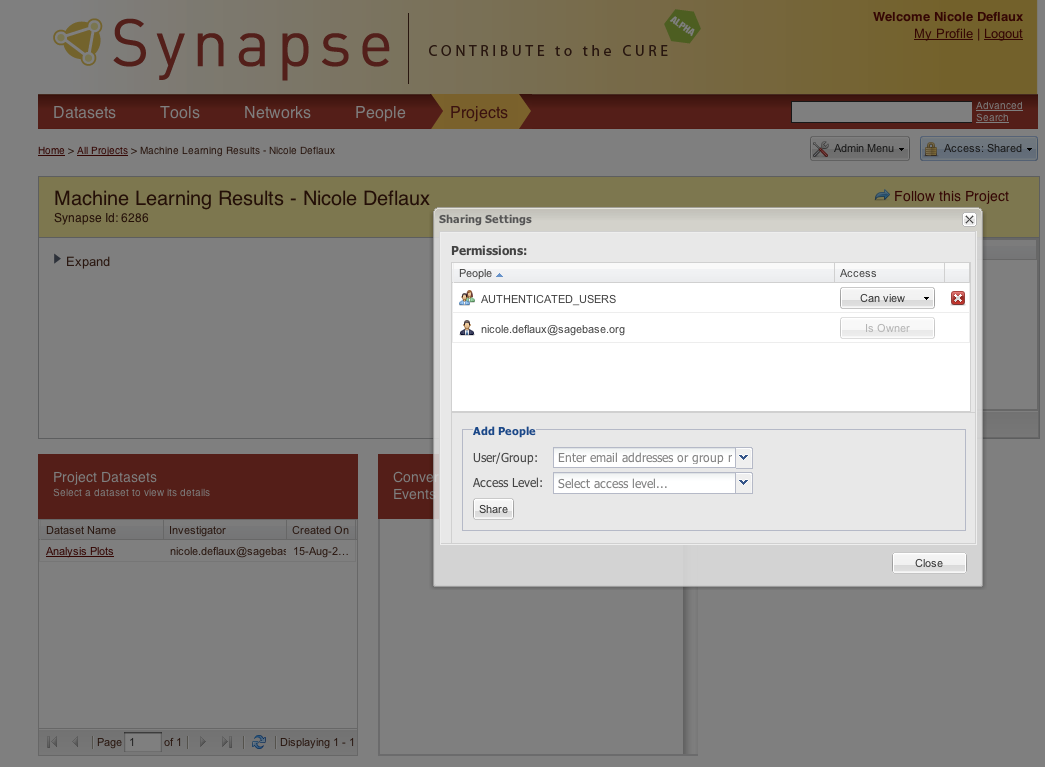 Synapse
CONTRIBUTE to the CURE
ALPHA
Welcome Nicole Deflaux
My Profile | Logout
Datasets
Tools
Networks
People
Projects
Advanced
Search
Home > All Projects > Machine Learning Results - Nicole Deflaux
Admin Menu
Access: Shared
Machine Learning Results - Nicole Deflaux
Synapse Id: 6286
Follow this Project
Expand
Sharing Settings
Permissions:
People
Access
AUTHENTICATED_USERS
Can view
nicole.deflaux@sagebase.org
Is Owner
Add People
User/Group:
Enter email addresses or group r
Access Level:
Select access level...
Share
Close
Project Datasets
Select a dataset to view its details
Dataset Name
Investigator
Created On
Analysis Plots
nicole.deflaux@sagebas
15-Aug-2...
Page 1 of 1
Displaying 1 - 1
Conve
Events